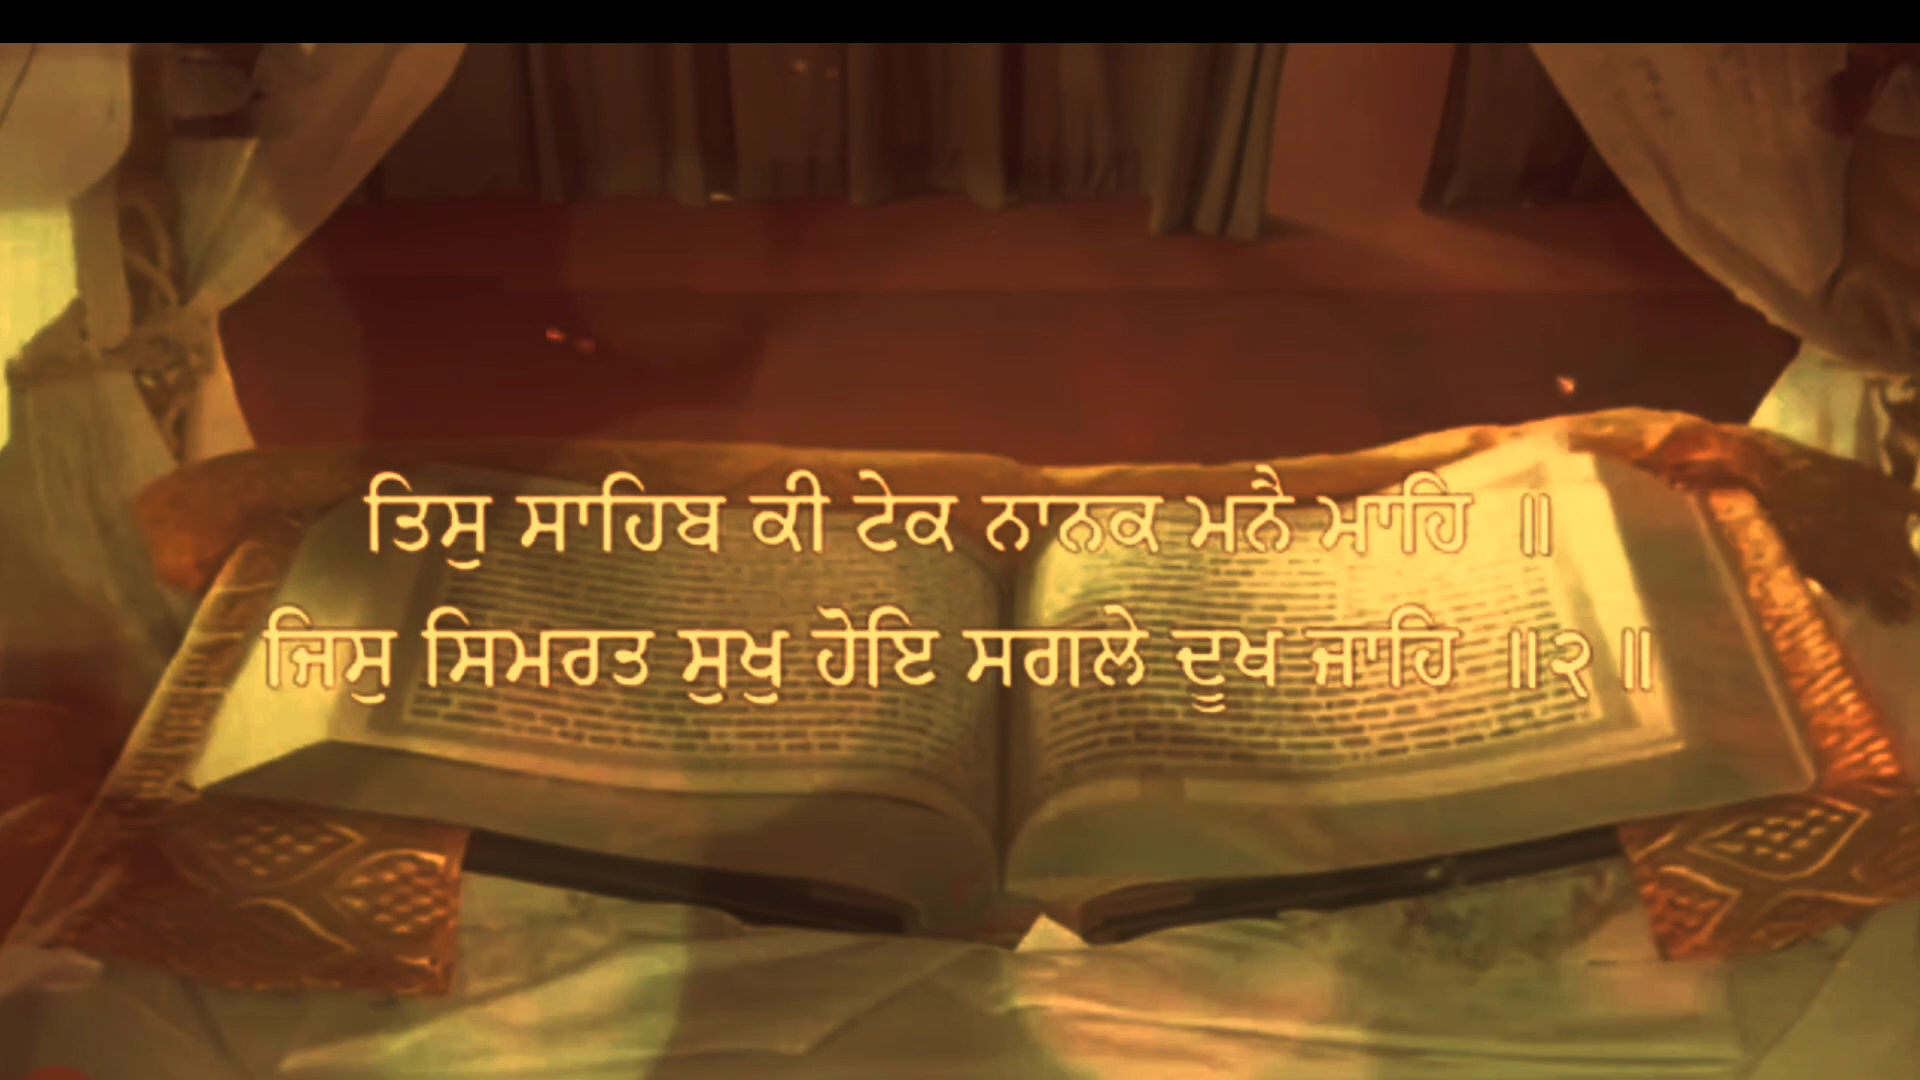 ਤਿਸੁ ਸਾਹਿਬ ਕੀ ਟੇਕ ਨਾਨਕ ਮਨੈ ਮਾਹਿ ॥
ਜਿਸੁ ਸਿਮਰਤ ਸੁਖੁ ਹੋਇ ਸਗਲੇ ਦੂਖ ਜਾਹਿ ॥੨॥